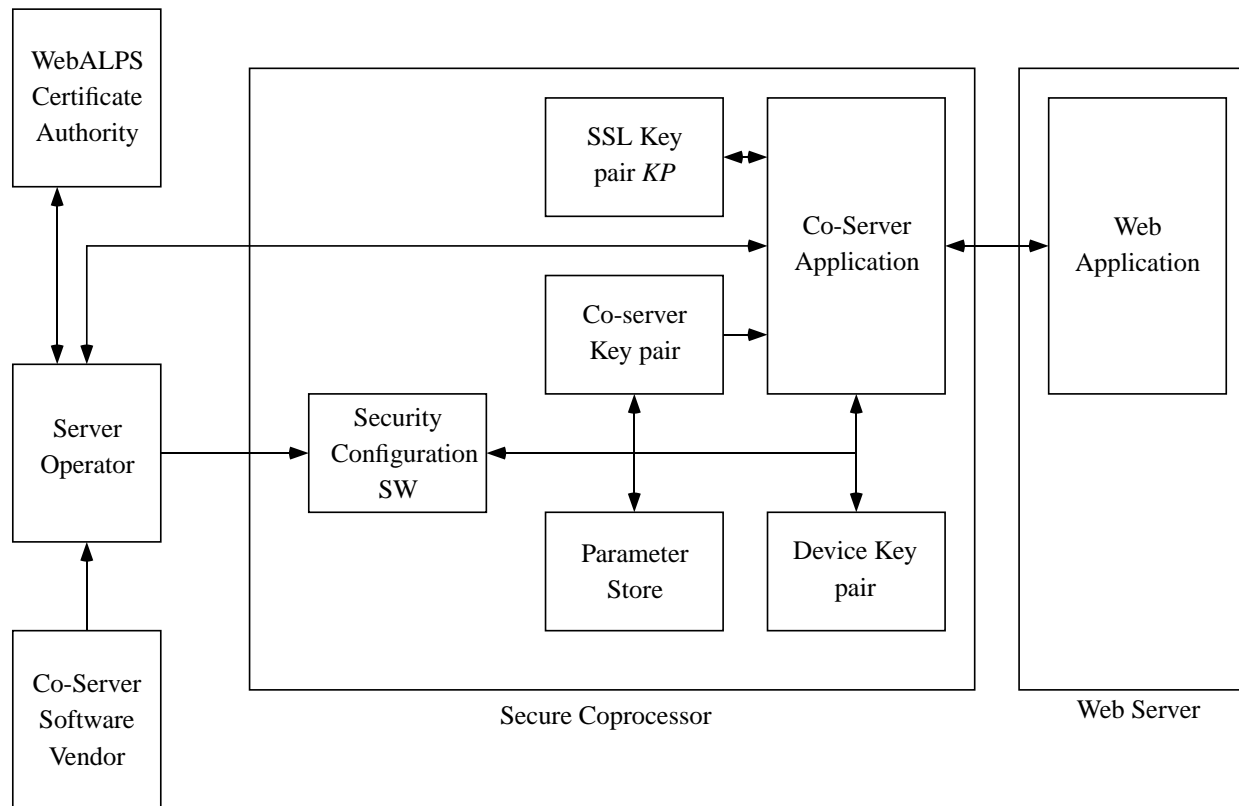 WebALPS
Certificate
Authority
SSL Key
pair KP
Co-Server
Application
Web
Application
Co-server
Key pair
Server
Operator
Security
Configuration
SW
Parameter
Store
Device Key
pair
Co-Server
Software
Vendor
Secure Coprocessor
Web Server